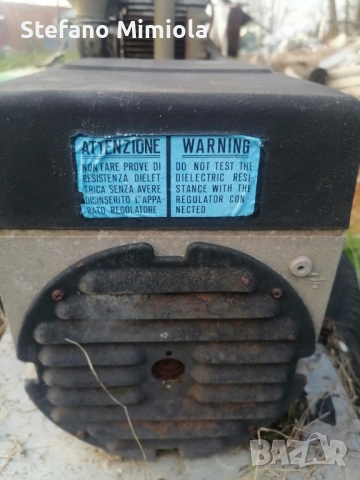 Stefano Mimiola
ATTENZIONE
NON FARE PROVE DI
RESISTENZA DIELET-
TRICA SENZA AVERE
DISINSERITO L'APPA
RATO REGOLATORE
WARNING
DO NOT TEST THE
DIELECTRIC RESI
STANCE WITH THE
REGULATOR CON
NECTED
BAZAR